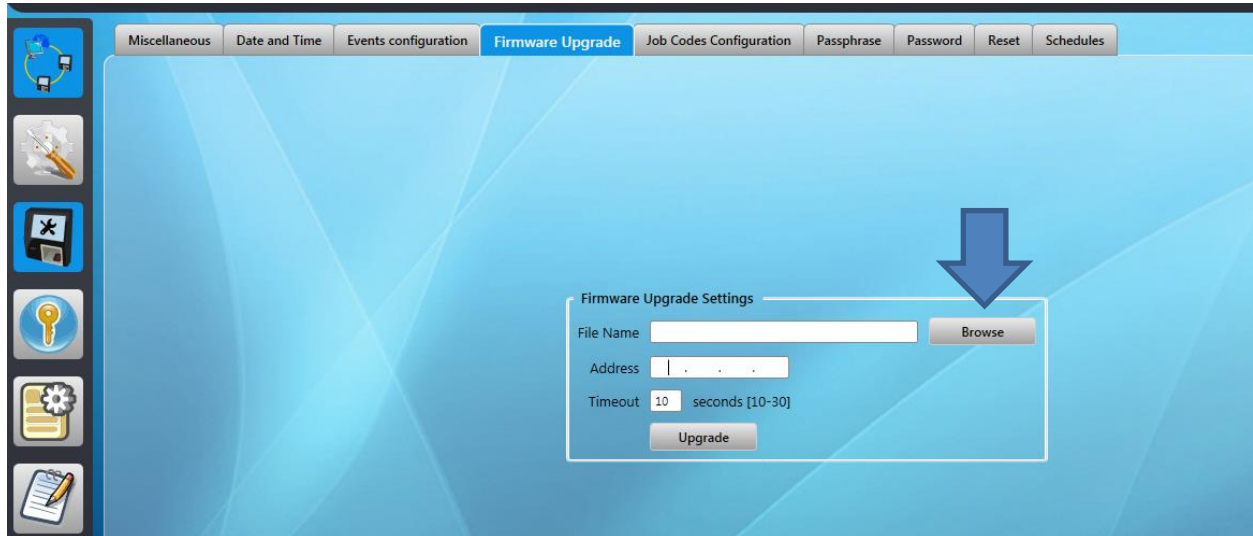 Miscellaneous Date and Time Events configuration Firmware Upgrade Job Codes Configuration Passphrase Password Reset Schedules
Firmware Upgrade Settings
File Name Browse
Address . . .
Timeout 10 seconds [10-30]
Upgrade